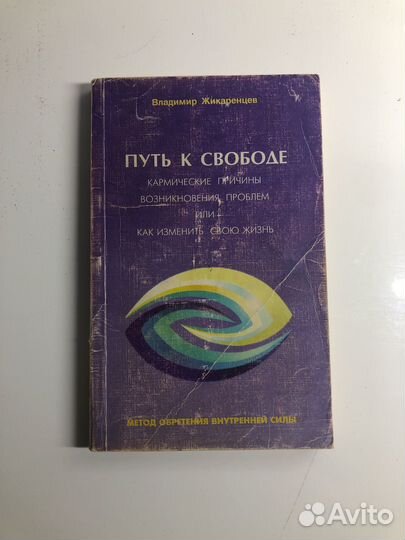 Владимир Жикаренцев
ПУТЬ К СВОБОДЕ
КАРМИЧЕСКИЕ ПРИЧИНЫ
ВОЗНИКНОВЕНИЯ ПРОБЛЕМ
ИЛИ
КАК ИЗМЕНИТЬ СВОЮ ЖИЗНЬ
МЕТОД ОБРЕТЕНИЯ ВНУТРЕННЕЙ СИЛЫ
Avito